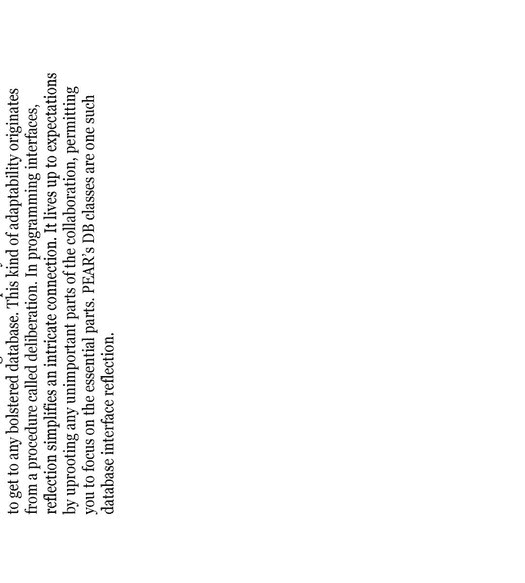 to get to any bolstered database. This kind of adaptability originates
from a procedure called deliberation. In programming interfaces,
reflection simplifies an intricate connection. It lives up to expectations
by uprooting any unimportant parts of the collaboration, permitting
you to focus on the essential parts. PEAR's DB classes are one such
database interface reflection.